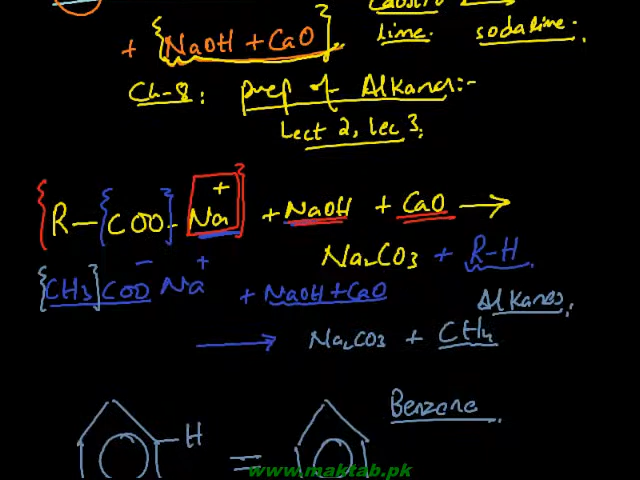 lime. sodalime.
+ {NaOH + CaO}
Ch-8: prep of Alkanes:-
Lect 2, Lec 3,
{R-{COO}-Na+} + NaOH + CaO →
Na2CO3 + R-H
{CH3}COO- Na+ + NaOH + CaO Alkanes,
→ Na2CO3 + CH4
Benzene
H =
www.maktab.pk